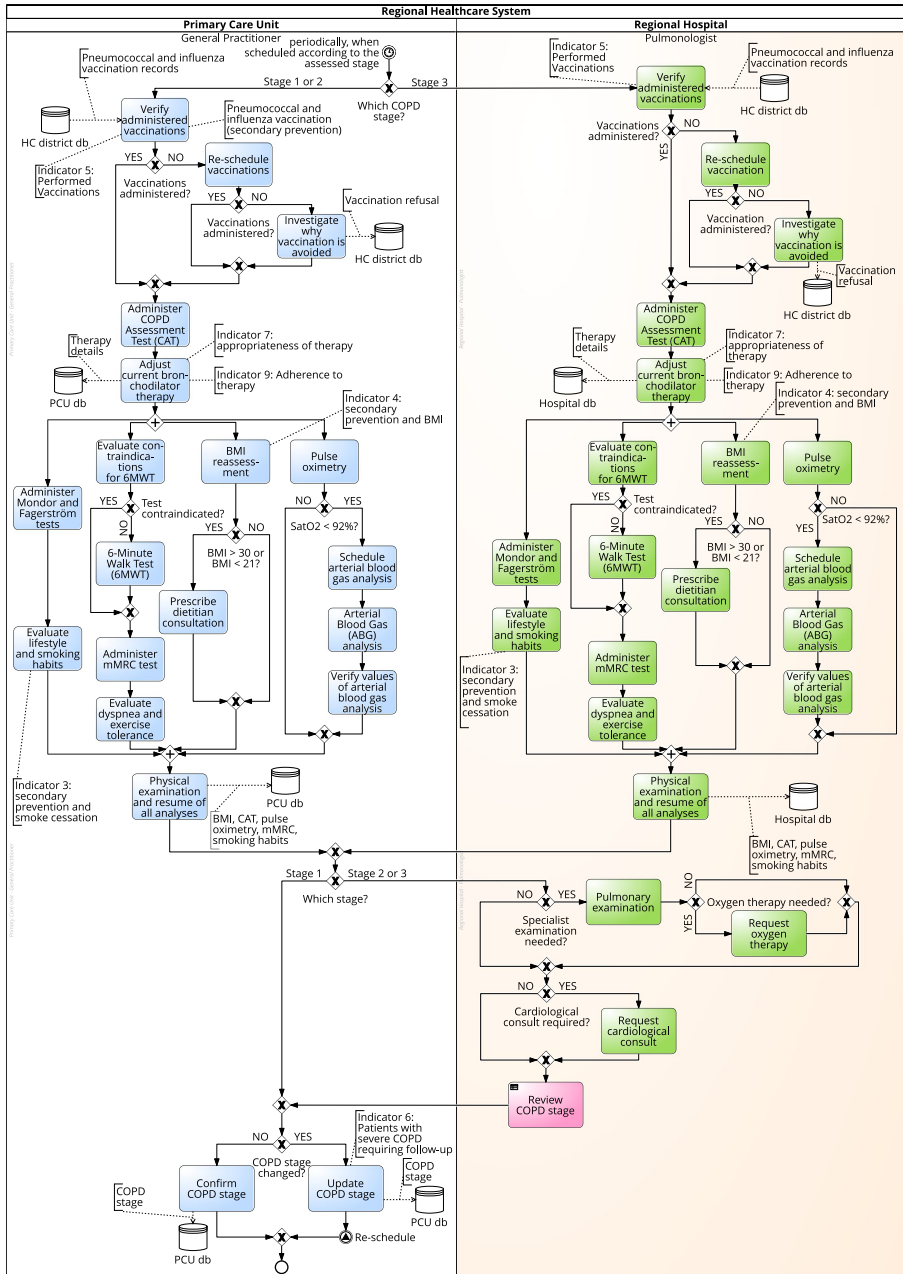 Regional Healthcare System
Primary Care Unit
Regional Hospital
General Practitioner
Pulmonologist
periodically, when
scheduled according to the
assessed stage
Stage 1 or 2
Stage 3
Which COPD
stage?
Pneumococcal and influenza
vaccination records
HC district db
Verify
administered
vaccinations
Pneumococcal and
influenza vaccination
(secondary prevention)
Indicator 5:
Performed
Vaccinations
YES
NO
Vaccinations
administered?
Re-schedule
vaccinations
YES
NO
Vaccinations
administered?
Investigate
why
vaccination is
avoided
Vaccination refusal
HC district db
Administer
COPD
Assessment
Test (CAT)
Therapy
details
PCU db
Adjust
current bron-
chodilator
therapy
Indicator 7:
appropriateness of therapy
Indicator 9: Adherence to
therapy
Indicator 4:
secondary
prevention and BMI
Administer
Mondor and
Fagerström
tests
Evaluate con-
traindica-
tions
for 6MWT
BMI
reassess-
ment
Pulse
oximetry
YES
NO
Test
contraindicated?
6-Minute
Walk Test
(6MWT)
YES
NO
BMI > 30 or
BMI < 21?
NO
YES
SatO2 < 92%?
Prescribe
dietitian
consultation
Schedule
arterial blood
gas analysis
Arterial
Blood Gas
(ABG)
analysis
Verify values
of arterial
blood gas
analysis
Evaluate
lifestyle
and smoking
habits
Administer
mMRC test
Evaluate
dyspnea and
exercise
tolerance
Indicator 3:
secondary
prevention and
smoke cessation
Physical
examination
and resume of
all analyses
PCU db
BMI, CAT, pulse
oximetry, mMRC,
smoking habits
Indicator 5:
Performed
Vaccinations
Verify
administered
vaccinations
Pneumococcal and influenza
vaccination records
HC district db
Vaccinations
administered?
NO
YES
Re-schedule
vaccination
YES
NO
Vaccination
administered?
Investigate
why
vaccination is
avoided
Vaccination
refusal
HC district db
Administer
COPD
Assessment
Test (CAT)
Therapy
details
Hospital db
Adjust
current bron-
chodilator
therapy
Indicator 7:
appropriateness of
therapy
Indicator 9: Adherence to
therapy
Indicator 4: secondary
prevention and BMI
Evaluate con-
traindica-
tions
for 6MWT
BMI
reassess-
ment
Pulse
oximetry
YES
NO
Test
contraindicated?
6-Minute
Walk Test
(6MWT)
YES
NO
BMI > 30 or
BMI < 21?
NO
YES
SatO2 < 92%?
Administer
Mondor and
Fagerström
tests
Prescribe
dietitian
consultation
Schedule
arterial blood
gas analysis
Arterial
Blood Gas
(ABG)
analysis
Verify values
of arterial
blood gas
analysis
Evaluate
lifestyle
and smoking
habits
Administer
mMRC test
Evaluate
dyspnea and
exercise
tolerance
Indicator 3:
secondary
prevention
and smoke
cessation
Physical
examination
and resume of
all analyses
Hospital db
BMI, CAT, pulse
oximetry, mMRC,
smoking habits
Stage 1
Stage 2 or 3
Which stage?
NO
YES
Specialist
examination
needed?
Pulmonary
examination
NO
YES
Oxygen therapy needed?
Request
oxygen
therapy
NO
YES
Cardiological
consult required?
Request
cardiological
consult
Review
COPD stage
NO
YES
COPD stage
changed?
Indicator 6:
Patients with
severe COPD
requiring follow-up
Confirm
COPD stage
Update
COPD stage
COPD
stage
PCU db
COPD
stage
PCU db
Re-schedule